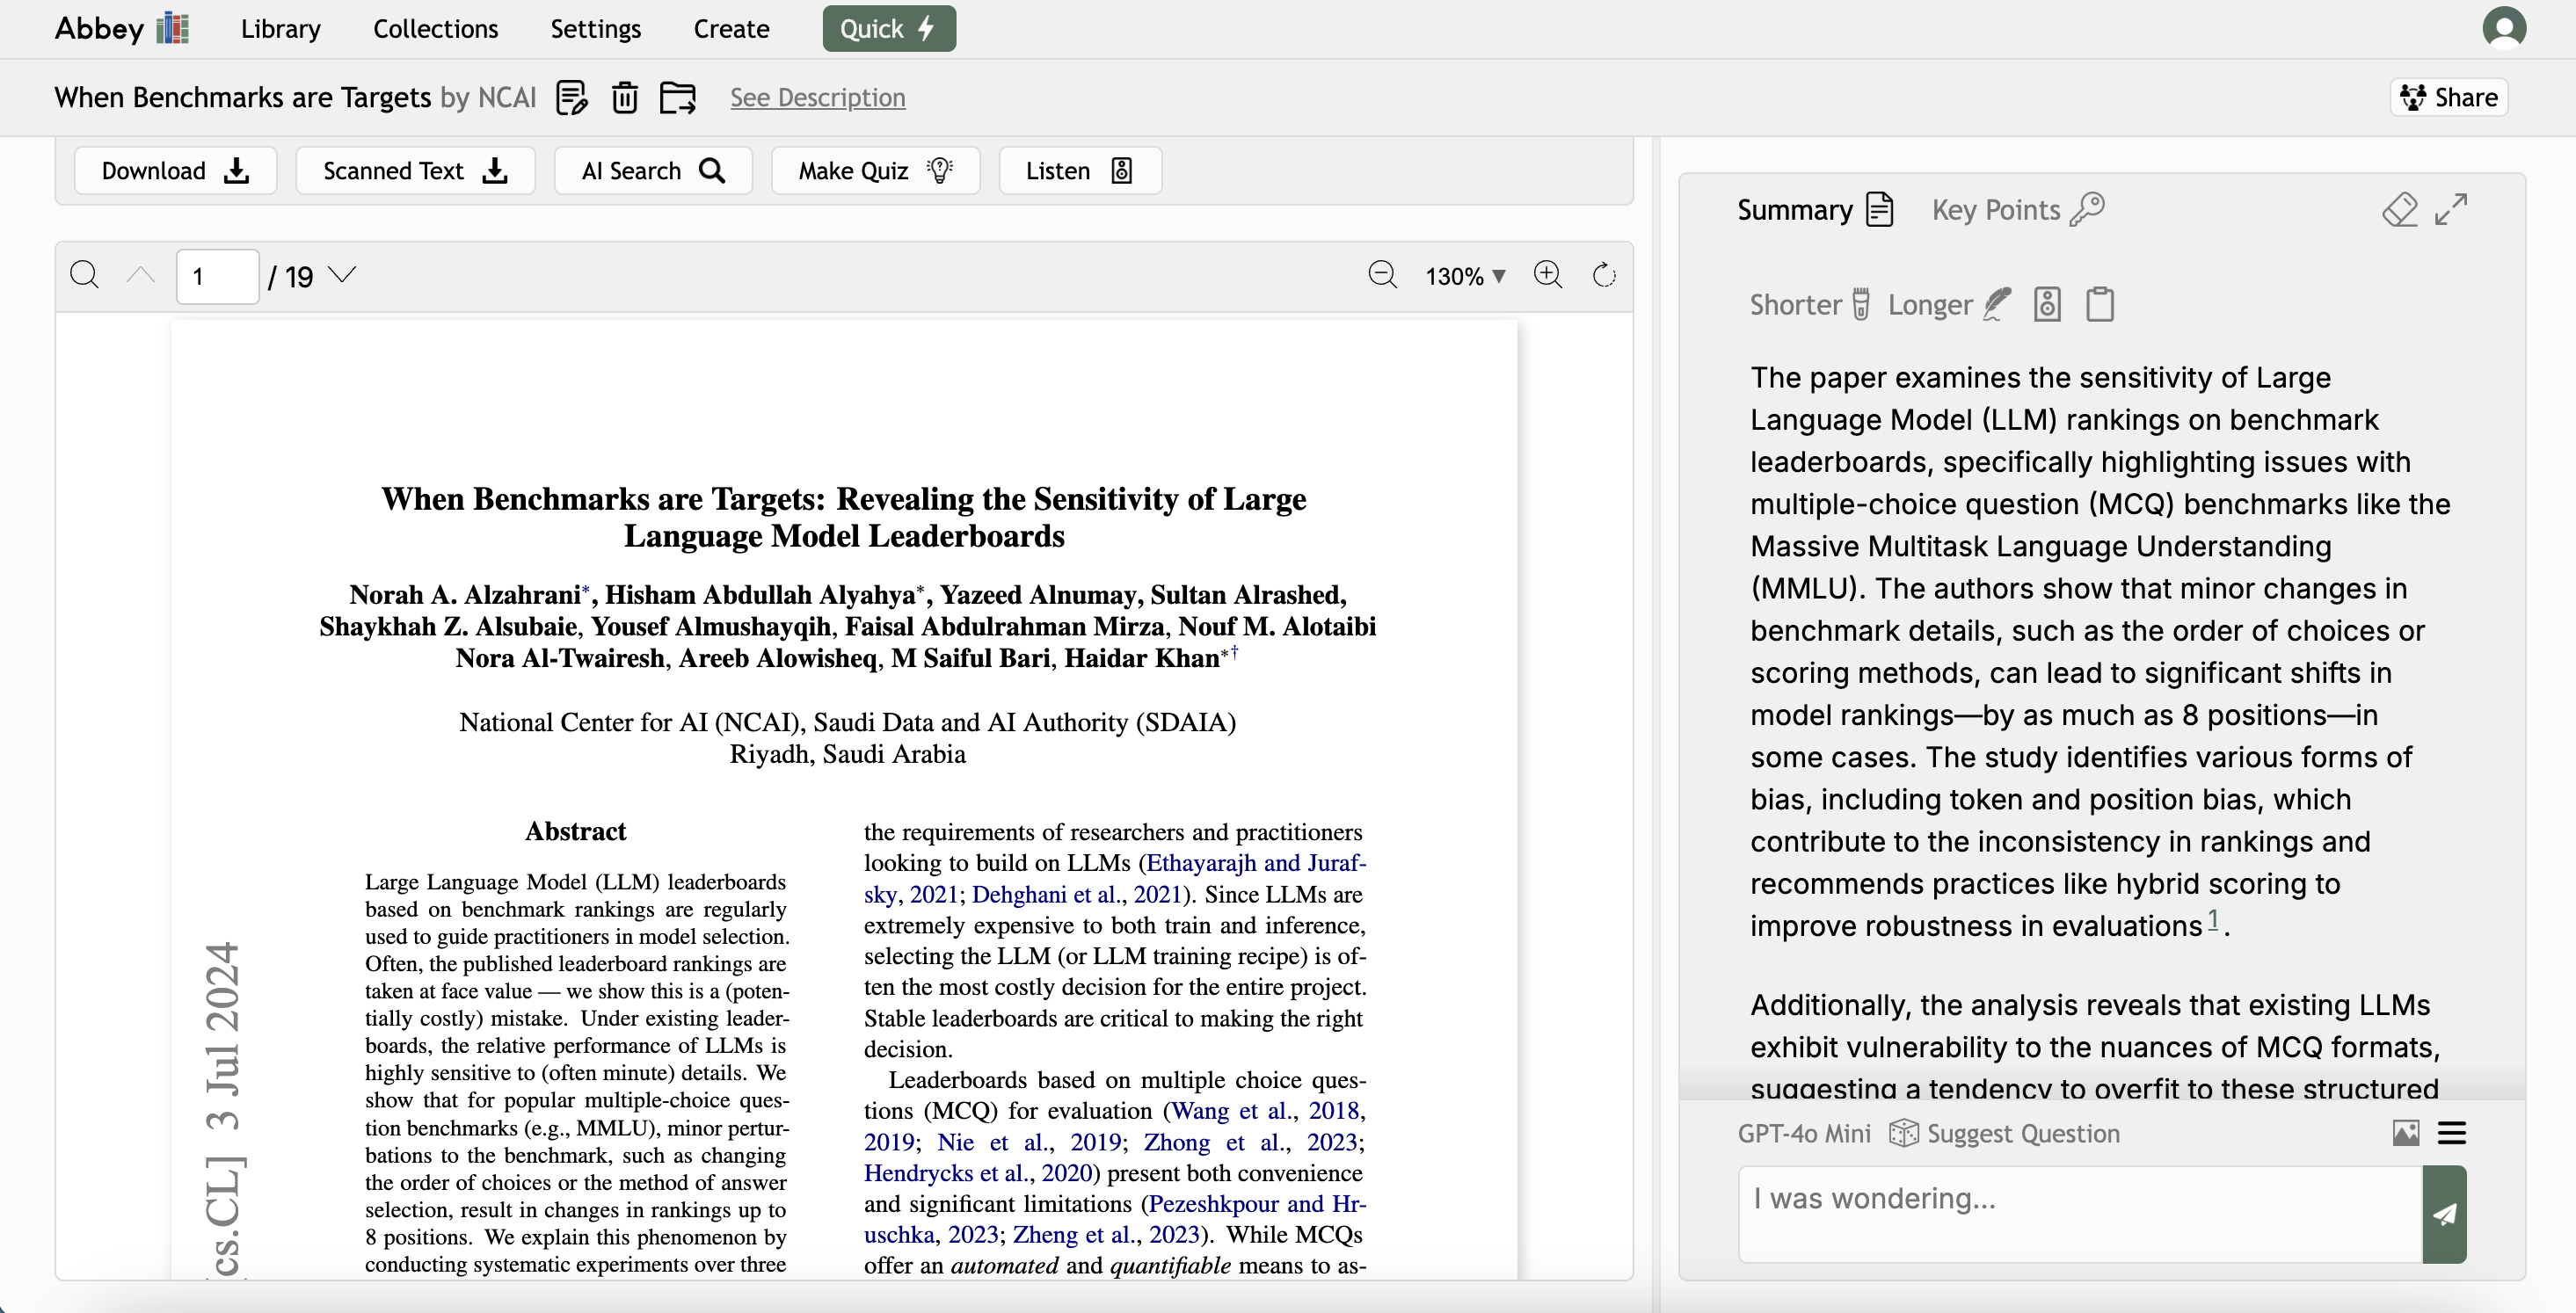 Abbey Library Collections Settings Create Quick
When Benchmarks are Targets by NCAI See Description Share
Download Scanned Text AI Search Make Quiz Listen
1 / 19 130%
When Benchmarks are Targets: Revealing the Sensitivity of Large
Language Model Leaderboards
Norah A. Alzahrani*, Hisham Abdullah Alyahya*, Yazeed Alnumay, Sultan Alrashed,
Shaykhah Z. Alsubaie, Yousef Almushayqih, Faisal Abdulrahman Mirza, Nouf M. Alotaibi
Nora Al-Twairesh, Areeb Alowisheq, M Saiful Bari, Haidar Khan*†
National Center for AI (NCAI), Saudi Data and AI Authority (SDAIA)
Riyadh, Saudi Arabia
Abstract
Large Language Model (LLM) leaderboards
based on benchmark rankings are regularly
used to guide practitioners in model selection.
Often, the published leaderboard rankings are
taken at face value — we show this is a (poten-
tially costly) mistake. Under existing leader-
boards, the relative performance of LLMs is
highly sensitive to (often minute) details. We
show that for popular multiple-choice ques-
tion benchmarks (e.g., MMLU), minor pertur-
bations to the benchmark, such as changing
the order of choices or the method of answer
selection, result in changes in rankings up to
8 positions. We explain this phenomenon by
conducting systematic experiments over three
the requirements of researchers and practitioners
looking to build on LLMs (Ethayarajh and Juraf-
sky, 2021; Dehghani et al., 2021). Since LLMs are
extremely expensive to both train and inference,
selecting the LLM (or LLM training recipe) is of-
ten the most costly decision for the entire project.
Stable leaderboards are critical to making the right
decision.
Leaderboards based on multiple choice ques-
tions (MCQ) for evaluation (Wang et al., 2018,
2019; Nie et al., 2019; Zhong et al., 2023;
Hendrycks et al., 2020) present both convenience
and significant limitations (Pezeshkpour and Hr-
uschka, 2023; Zheng et al., 2023). While MCQs
offer an automated and quantifiable means to as-
cs.CL] 3 Jul 2024
Summary Key Points
Shorter Longer
The paper examines the sensitivity of Large
Language Model (LLM) rankings on benchmark
leaderboards, specifically highlighting issues with
multiple-choice question (MCQ) benchmarks like the
Massive Multitask Language Understanding
(MMLU). The authors show that minor changes in
benchmark details, such as the order of choices or
scoring methods, can lead to significant shifts in
model rankings—by as much as 8 positions—in
some cases. The study identifies various forms of
bias, including token and position bias, which
contribute to the inconsistency in rankings and
recommends practices like hybrid scoring to
improve robustness in evaluations 1 .
Additionally, the analysis reveals that existing LLMs
exhibit vulnerability to the nuances of MCQ formats,
suggesting a tendency to overfit to these structured
GPT-4o Mini Suggest Question
I was wondering...